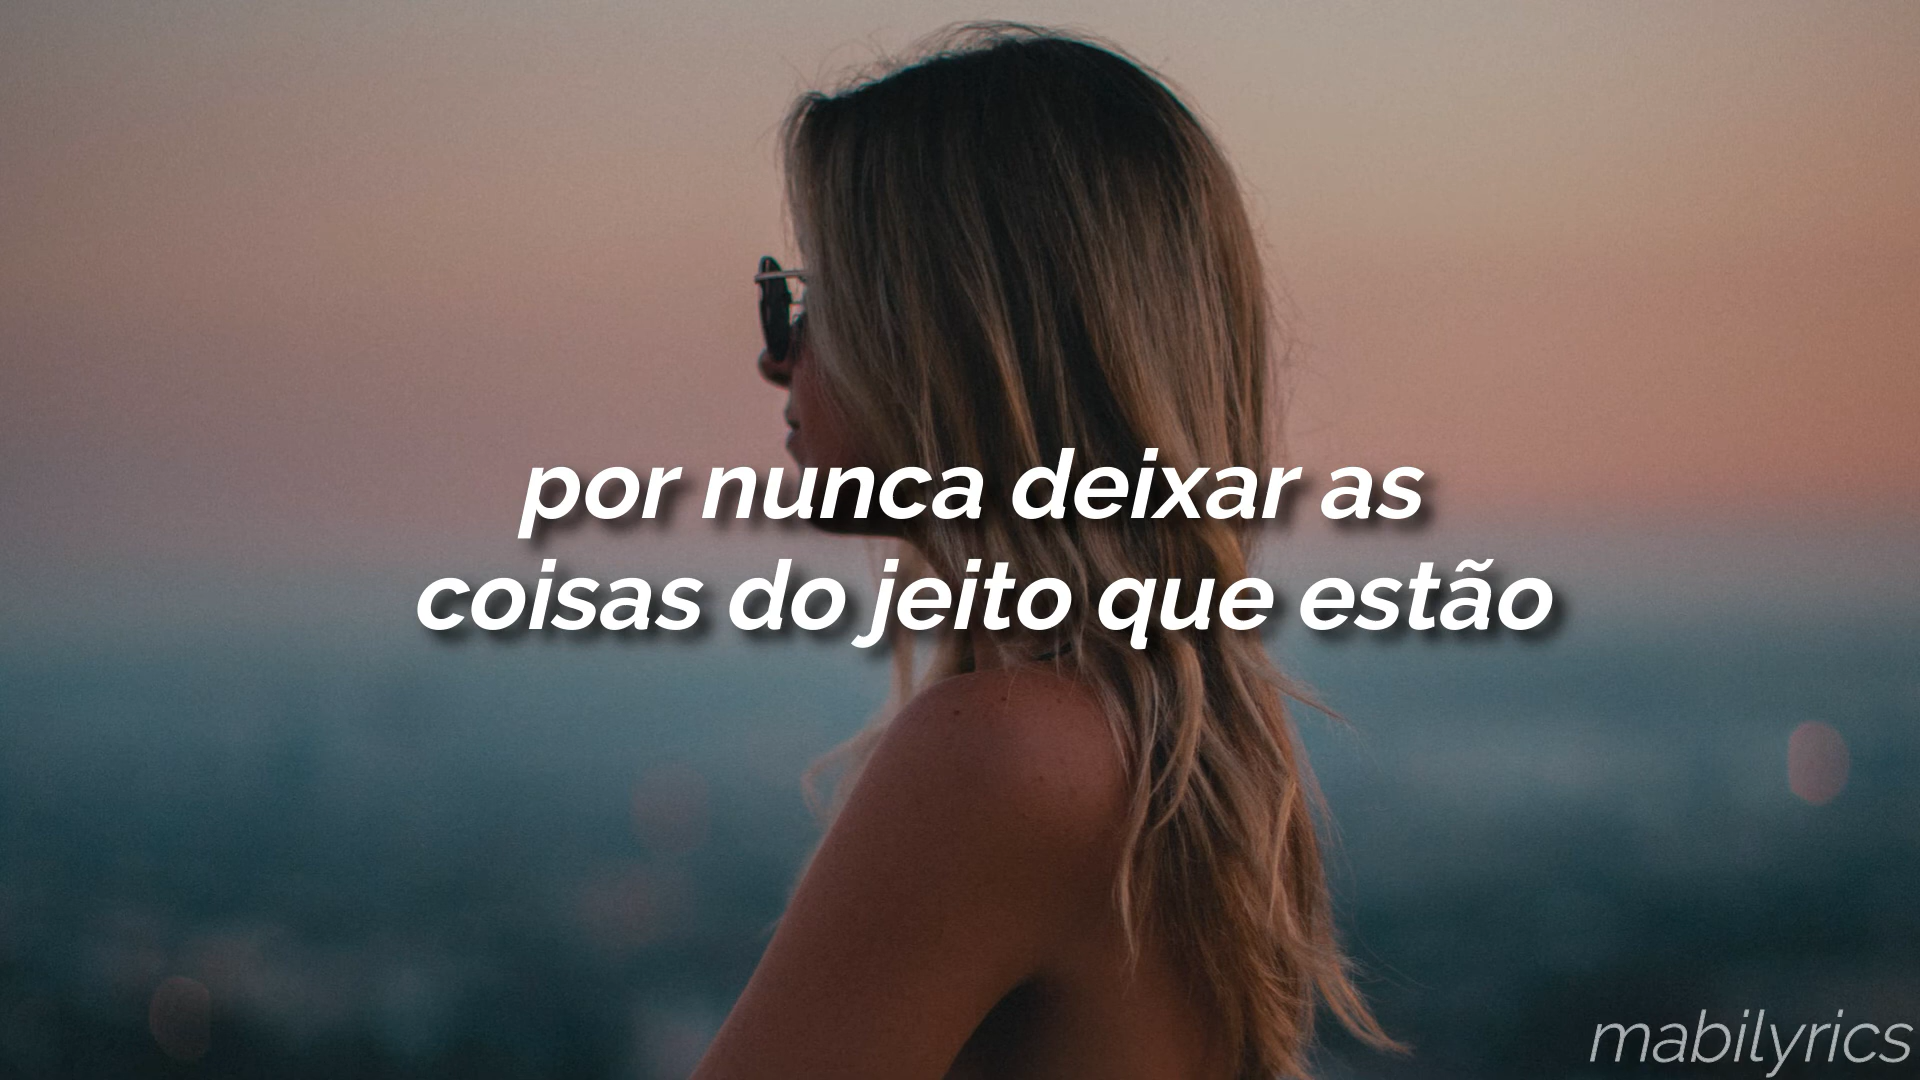 por nunca deixar as
coisas do jeito que estão
mabilyrics